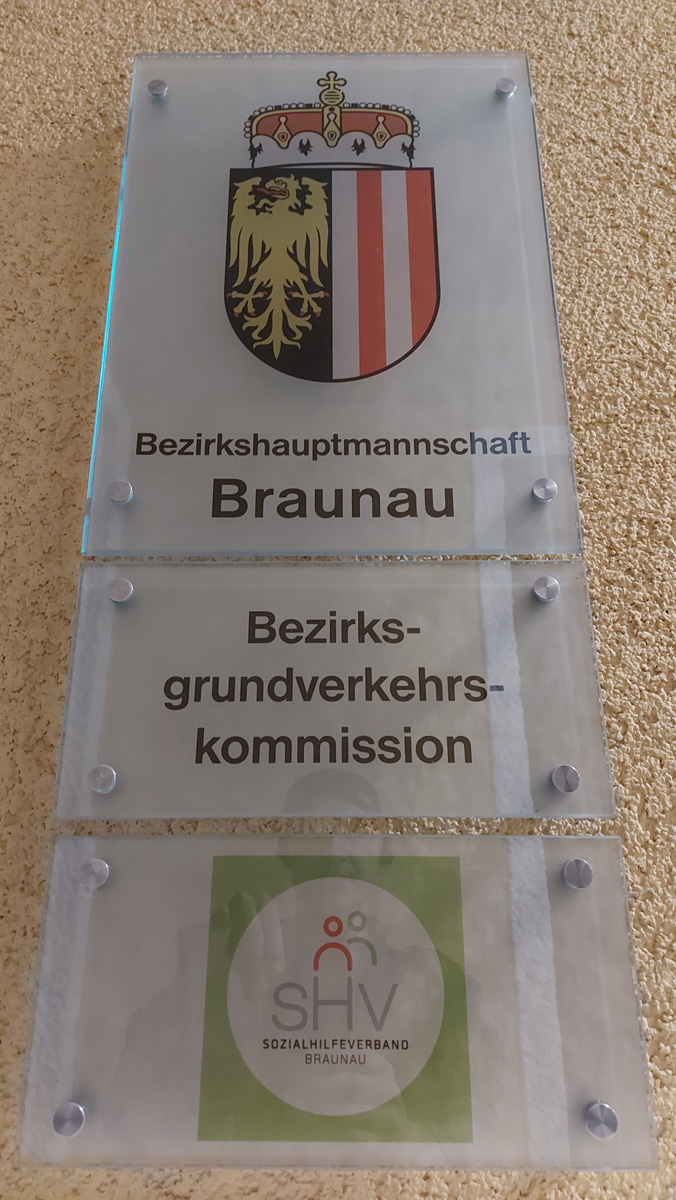 Bezirkshauptmannschaft
Braunau
Bezirks-
grundverkehrs-
kommission
SHV
SOZIALHILFEVERBAND
BRAUNAU